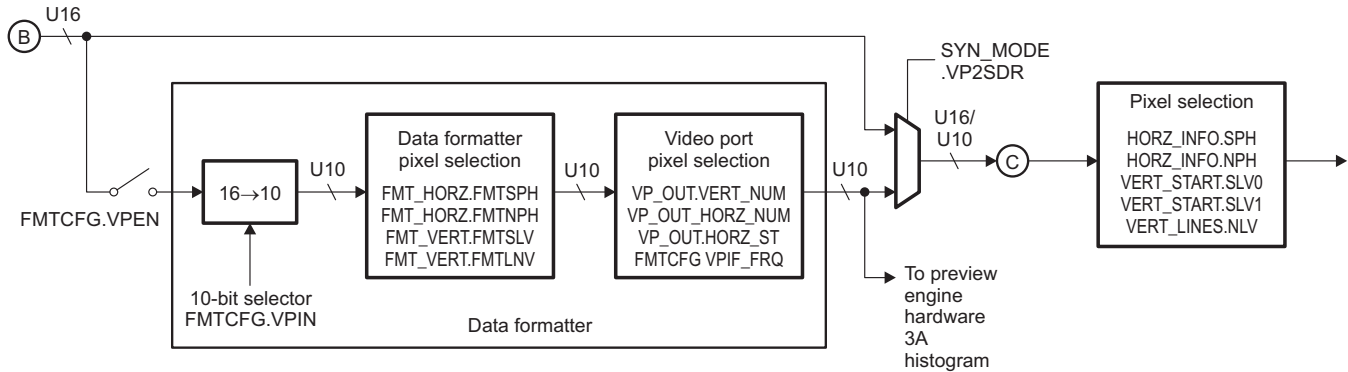 B
U16
FMTCFG.VPEN
16→10
10-bit selector
FMTCFG.VPIN
U10
Data formatter
pixel selection
FMT_HORZ.FMTSPH
FMT_HORZ.FMTNPH
FMT_VERT.FMTSLV
FMT_VERT.FMTLNV
U10
Video port
pixel selection
VP_OUT.VERT_NUM
VP_OUT_HORZ_NUM
VP_OUT.HORZ_ST
FMTCFG VPIF_FRQ
Data formatter
U10
To preview
engine
hardware
3A
histogram
SYN_MODE
.VP2SDR
U16/
U10
C
Pixel selection
HORZ_INFO.SPH
HORZ_INFO.NPH
VERT_START.SLV0
VERT_START.SLV1
VERT_LINES.NLV